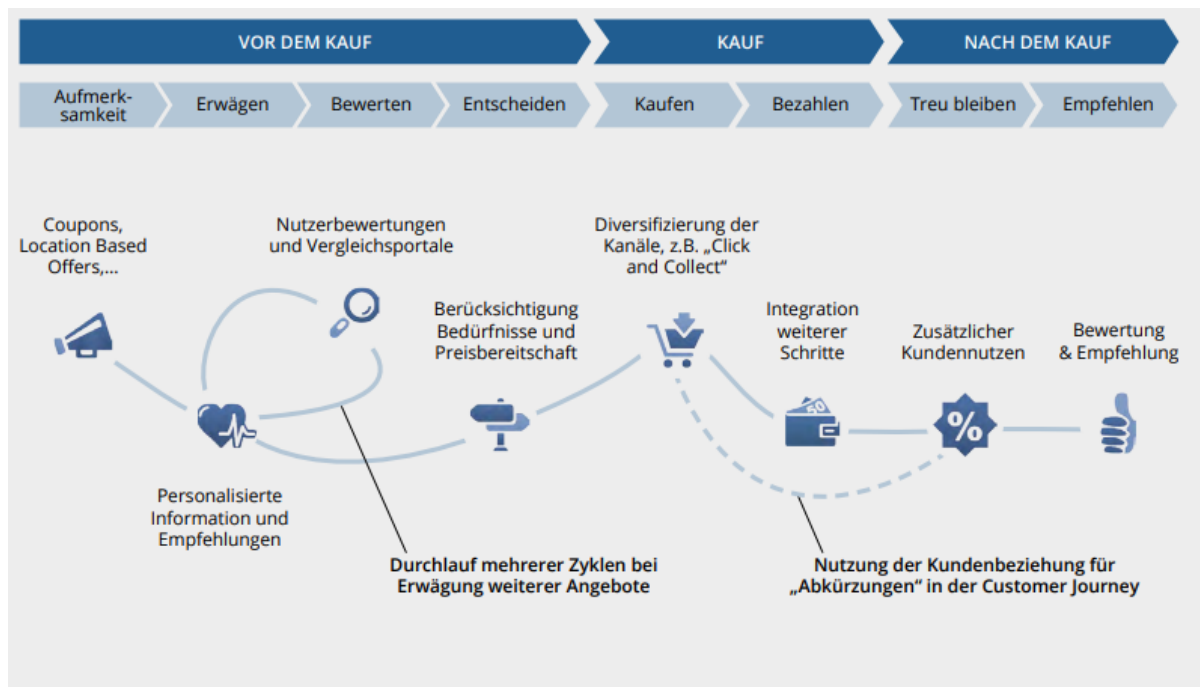 VOR DEM KAUF
KAUF
NACH DEM KAUF
Aufmerk-
samkeit
Erwägen
Bewerten
Entscheiden
Kaufen
Bezahlen
Treu bleiben
Empfehlen
Coupons,
Location Based
Offers,...
Nutzerbewertungen
und Vergleichsportale
Diversifizierung der
Kanäle, z.B. „Click
and Collect“
Berücksichtigung
Bedürfnisse und
Preisbereitschaft
Integration
weiterer
Schritte
Zusätzlicher
Kundennutzen
Bewertung
& Empfehlung
%
Personalisierte
Information und
Empfehlungen
Durchlauf mehrerer Zyklen bei
Erwägung weiterer Angebote
Nutzung der Kundenbeziehung für
„Abkürzungen“ in der Customer Journey